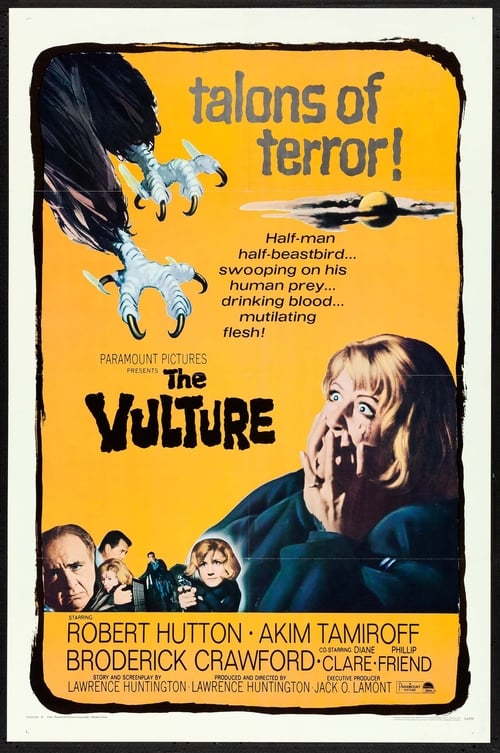 talons of
terror!
Half-man
half-beastbird...
swooping on his
human prey...
drinking blood...
mutilating
flesh!
PARAMOUNT PICTURES
PRESENTS
The
VULTURE
STARRING
ROBERT HUTTON · AKIM TAMIROFF
BRODERICK CRAWFORD · CO-STARRING DIANE CLARE · PHILLIP FRIEND
STORY AND SCREENPLAY BY
LAWRENCE HUNTINGTON
PRODUCED AND DIRECTED BY
LAWRENCE HUNTINGTON
EXECUTIVE PRODUCER
JACK O. LAMONT